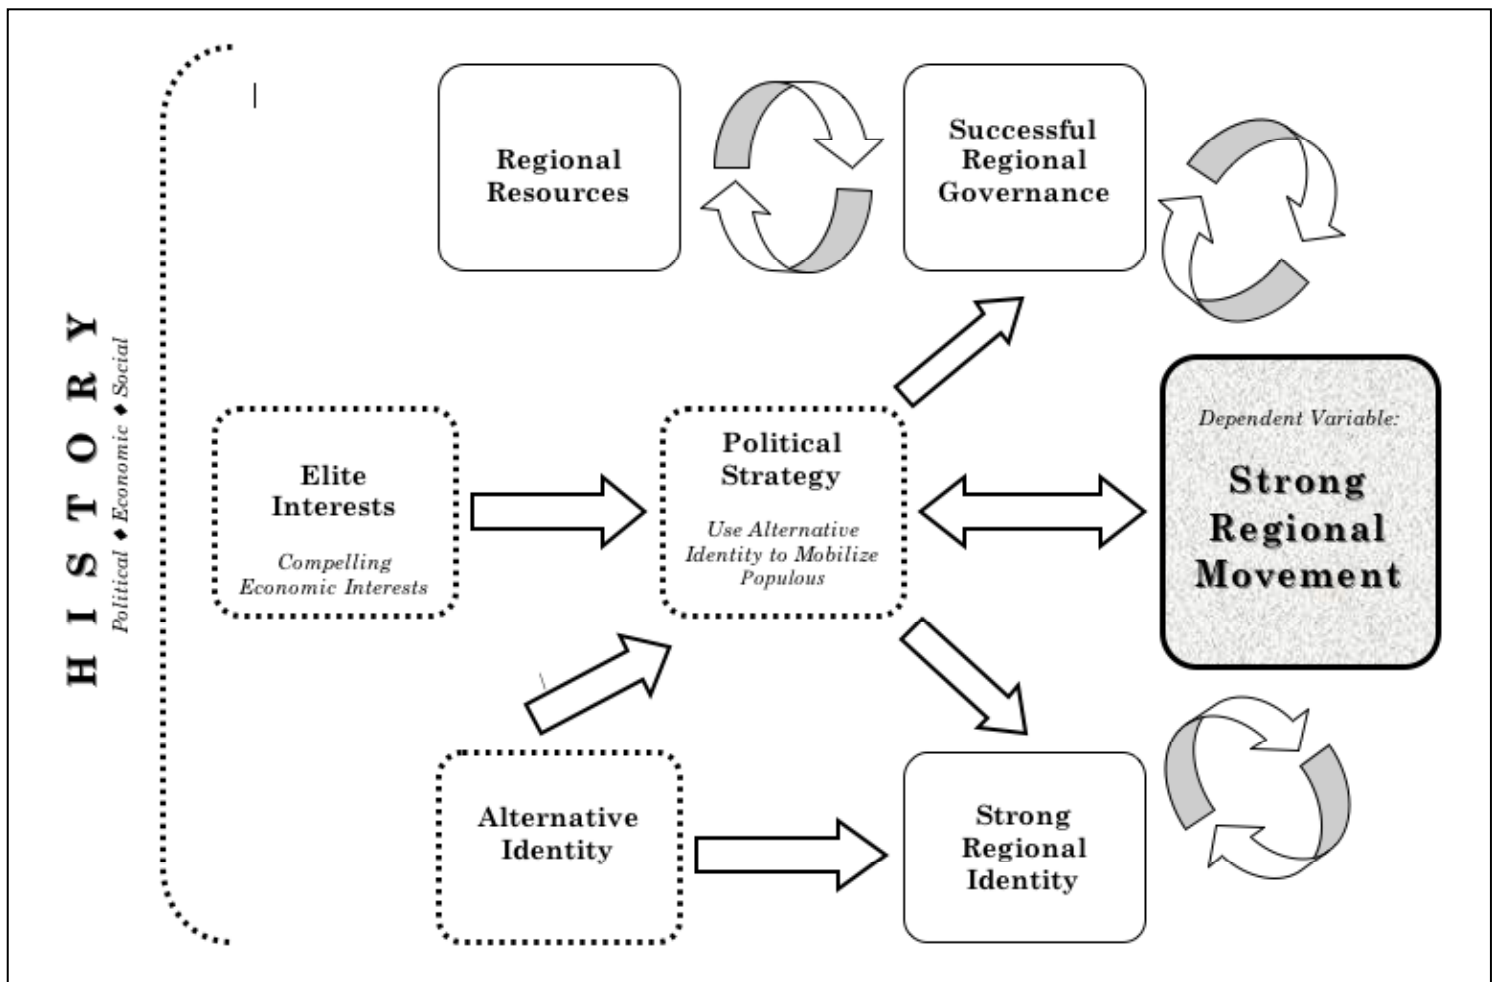 HISTORY
Political ◆ Economic ◆ Social
Regional
Resources
Successful
Regional
Governance
Elite
Interests
Compelling
Economic Interests
Political
Strategy
Use Alternative
Identity to Mobilize
Populous
Dependent Variable:
Strong
Regional
Movement
Alternative
Identity
Strong
Regional
Identity